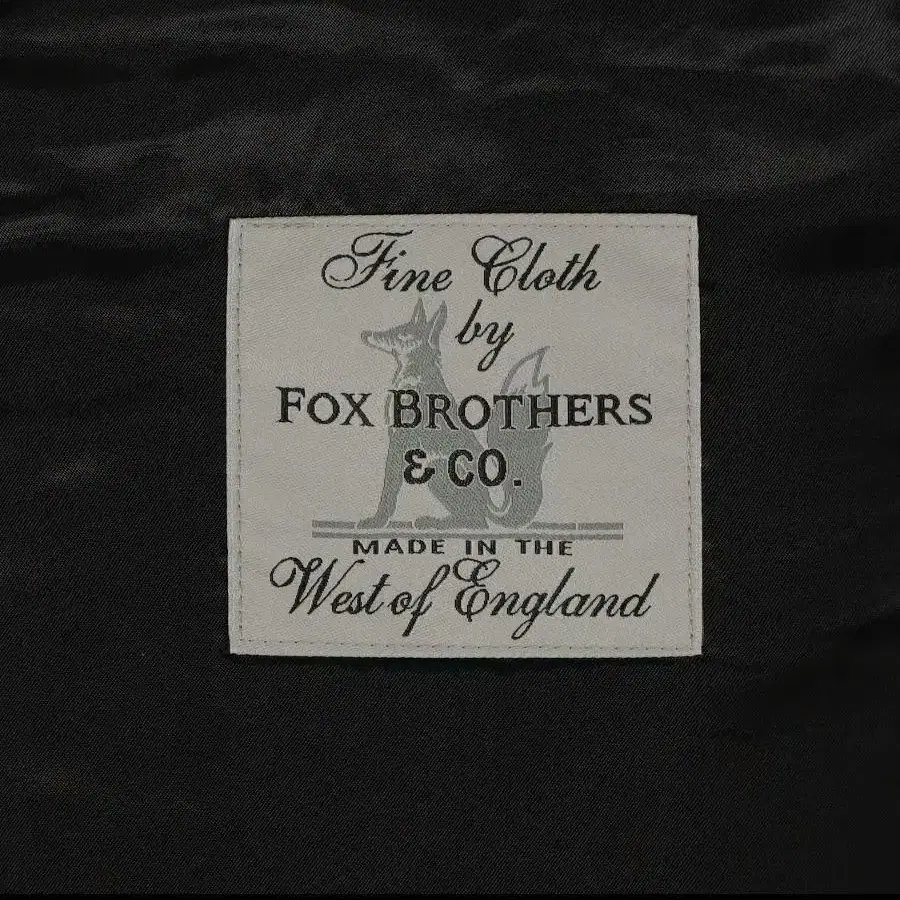 Fine Cloth
by
FOX BROTHERS
& CO.
MADE IN THE
West of England